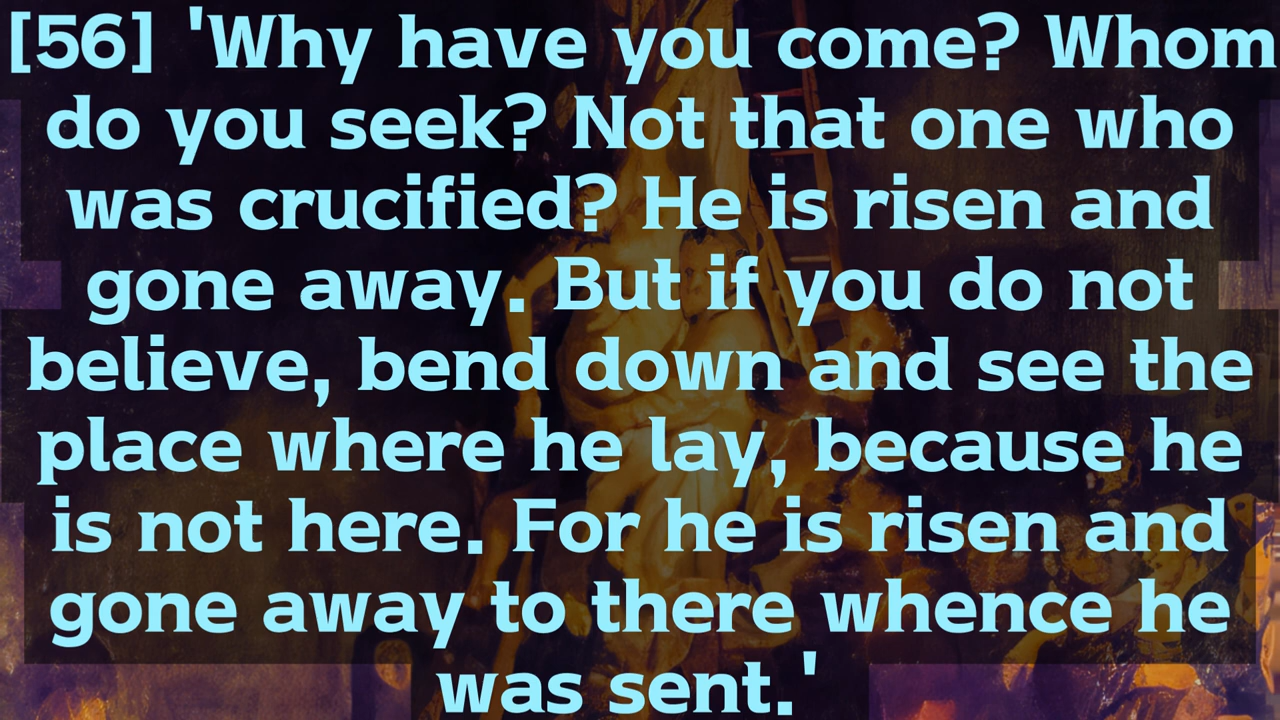 [56] 'Why have you come? Whom
do you seek? Not that one who
was crucified? He is risen and
gone away. But if you do not
believe, bend down and see the
place where he lay, because he
is not here. For he is risen and
gone away to there whence he
was sent.'